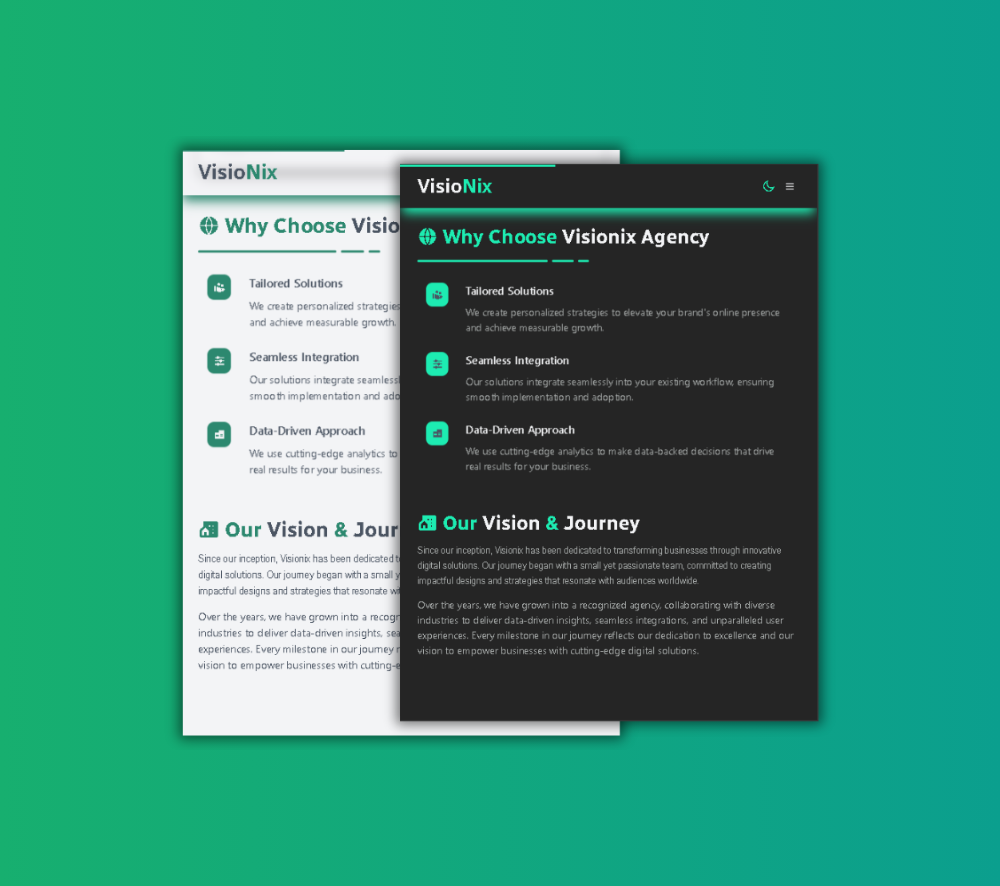 VisioNix
Why Choose Visio
Tailored Solutions
We create personalized strategies
and achieve measurable growth.
Seamless Integration
Our solutions integrate seamlessl
smooth implementation and ado
Data-Driven Approach
We use cutting-edge analytics to
real results for your business.
Our Vision & Jour
Since our inception, Visionix has been dedicated t
digital solutions. Our journey began with a small y
impactful designs and strategies that resonate wi
Over the years, we have grown into a recogn
industries to deliver data-driven insights, sea
experiences. Every milestone in our journey r
vision to empower businesses with cutting-e
VisioNix
Why Choose Visionix Agency
Tailored Solutions
We create personalized strategies to elevate your brand's online presence
and achieve measurable growth.
Seamless Integration
Our solutions integrate seamlessly into your existing workflow, ensuring
smooth implementation and adoption.
Data-Driven Approach
We use cutting-edge analytics to make data-backed decisions that drive
real results for your business.
Our Vision & Journey
Since our inception, Visionix has been dedicated to transforming businesses through innovative
digital solutions. Our journey began with a small yet passionate team, committed to creating
impactful designs and strategies that resonate with audiences worldwide.
Over the years, we have grown into a recognized agency, collaborating with diverse
industries to deliver data-driven insights, seamless integrations, and unparalleled user
experiences. Every milestone in our journey reflects our dedication to excellence and our
vision to empower businesses with cutting-edge digital solutions.